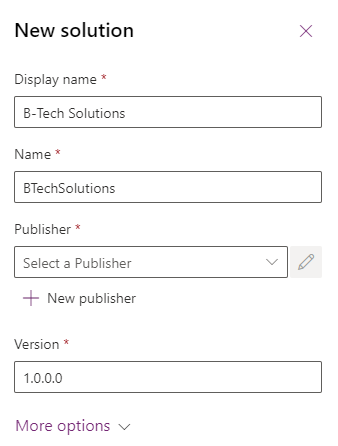 New solution
Display name *
B-Tech Solutions
Name *
BTechSolutions
Publisher *
Select a Publisher
New publisher
Version *
1.0.0.0
More options